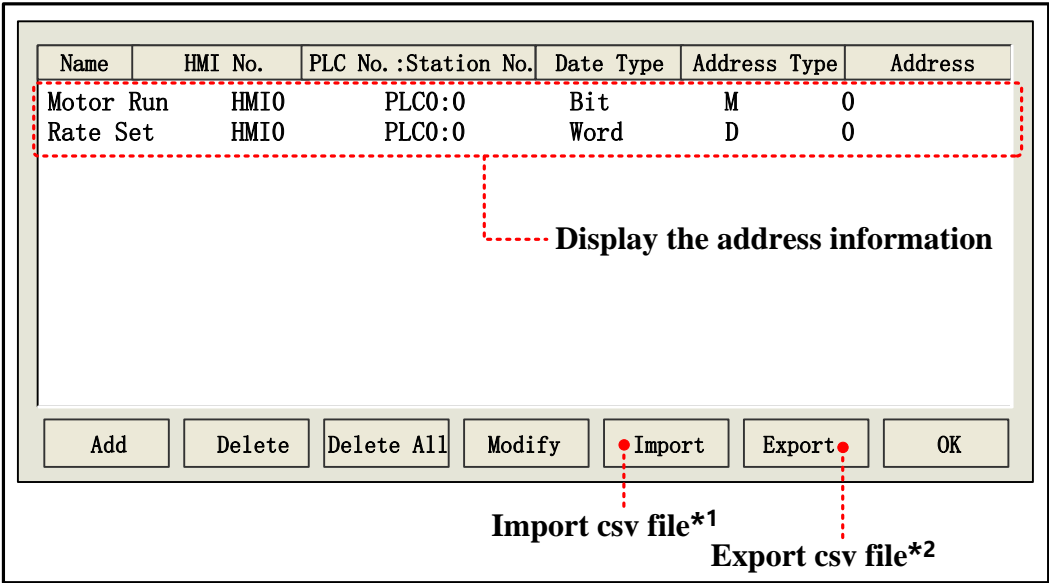 Name HMI No. PLC No.:Station No. Date Type Address Type Address
Motor Run HMI0 PLC0:0 Bit M 0
Rate Set HMI0 PLC0:0 Word D 0
Display the address information
Add Delete Delete All Modify Import Export OK
Import csv file*1
Export csv file*2